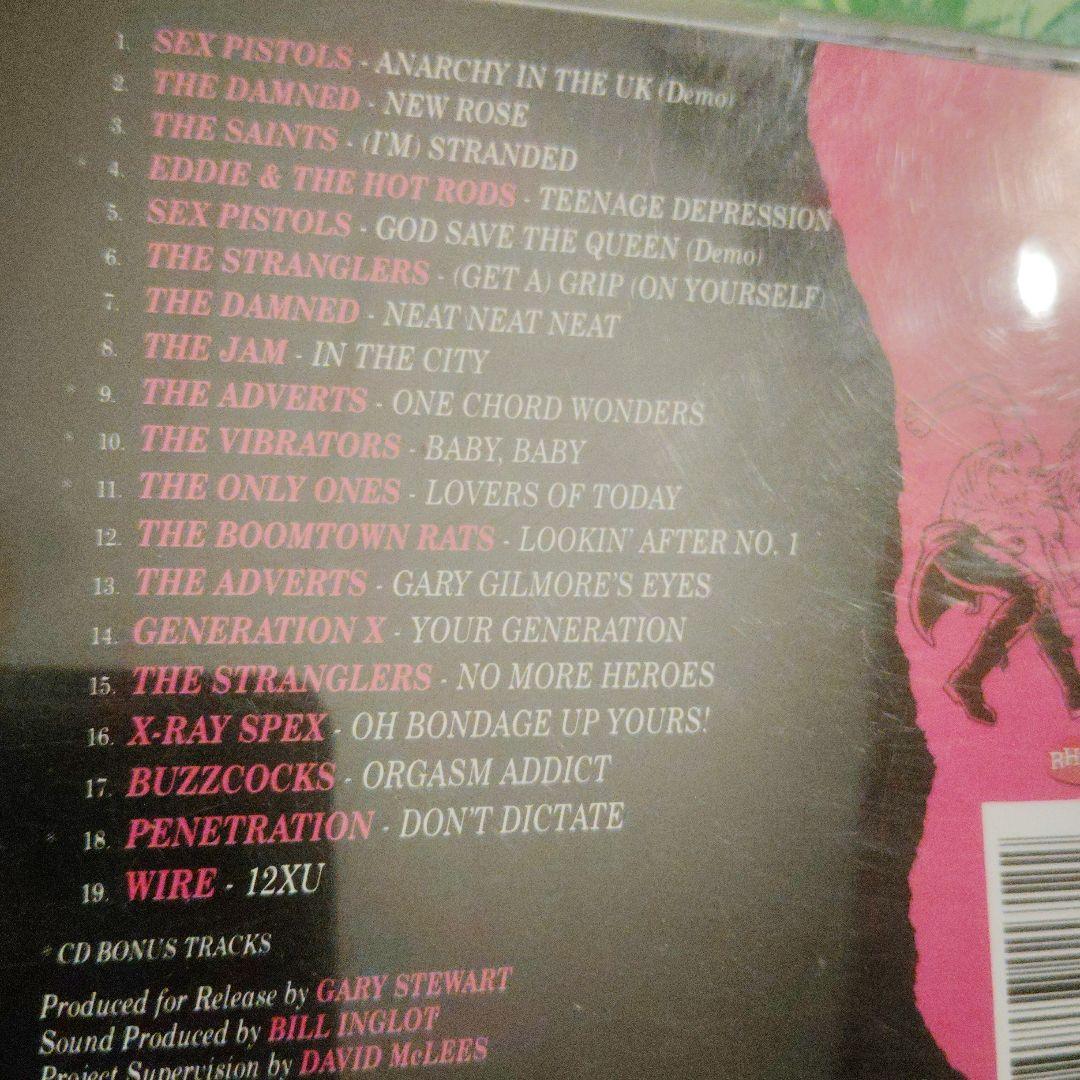 1. SEX PISTOLS - ANARCHY IN THE UK (Demo)
2. THE DAMNED - NEW ROSE
3. THE SAINTS - (I'M) STRANDED
* 4. EDDIE & THE HOT RODS - TEENAGE DEPRESSION
5. SEX PISTOLS - GOD SAVE THE QUEEN (Demo)
6. THE STRANGLERS - (GET A) GRIP (ON YOURSELF)
7. THE DAMNED - NEAT NEAT NEAT
8. THE JAM - IN THE CITY
* 9. THE ADVERTS - ONE CHORD WONDERS
* 10. THE VIBRATORS - BABY, BABY
* 11. THE ONLY ONES - LOVERS OF TODAY
12. THE BOOMTOWN RATS - LOOKIN' AFTER NO. 1
13. THE ADVERTS - GARY GILMORE'S EYES
14. GENERATION X - YOUR GENERATION
15. THE STRANGLERS - NO MORE HEROES
16. X-RAY SPEX - OH BONDAGE UP YOURS!
17. BUZZCOCKS - ORGASM ADDICT
* 18. PENETRATION - DON'T DICTATE
19. WIRE - 12XU
* CD BONUS TRACKS
Produced for Release by GARY STEWART
Sound Produced by BILL INGLOT
Project Supervision by DAVID McLEES
RH